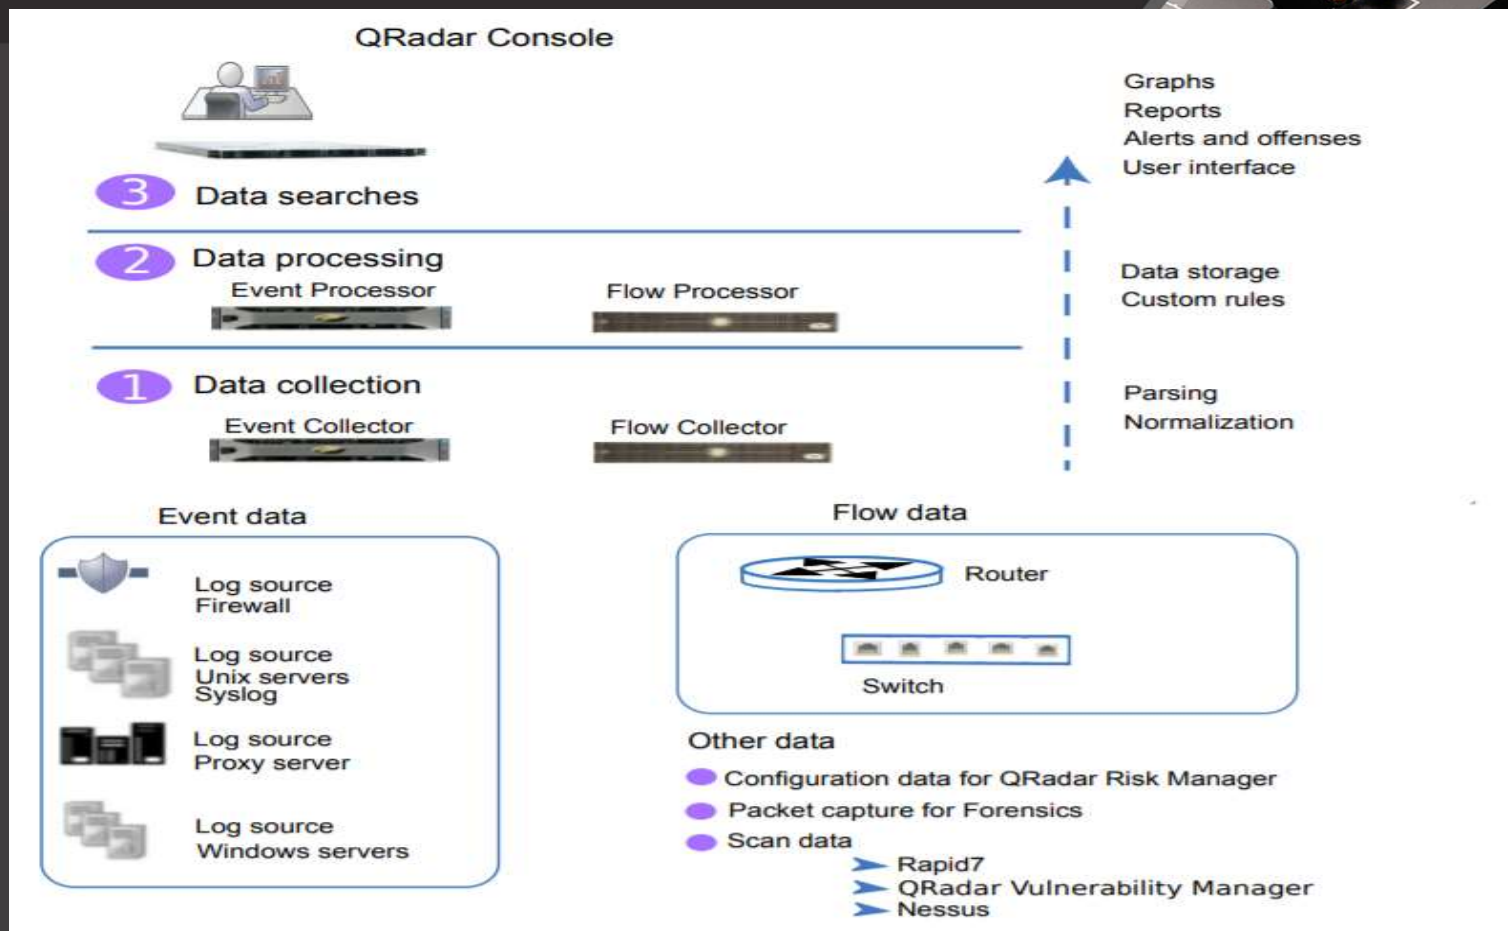 QRadar Console
Graphs
Reports
Alerts and offenses
User interface
3 Data searches
2 Data processing
Event Processor
Flow Processor
Data storage
Custom rules
1 Data collection
Event Collector
Flow Collector
Parsing
Normalization
Event data
Log source
Firewall
Log source
Unix servers
Syslog
Log source
Proxy server
Log source
Windows servers
Flow data
Router
Switch
Other data
Configuration data for QRadar Risk Manager
Packet capture for Forensics
Scan data
Rapid7
QRadar Vulnerability Manager
Nessus